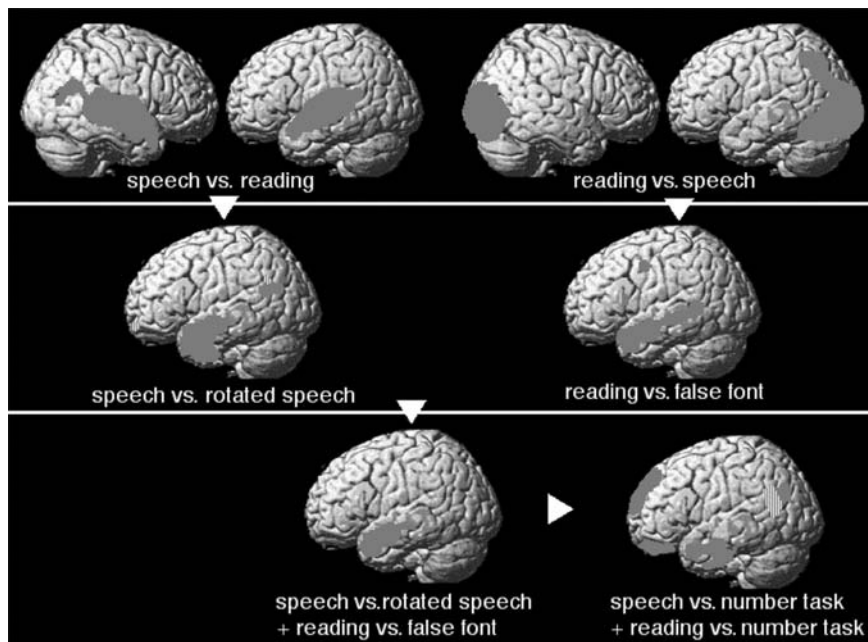 speech vs. reading
reading vs. speech
speech vs. rotated speech
reading vs. false font
speech vs.rotated speech
+ reading vs. false font
speech vs. number task
+ reading vs. number task